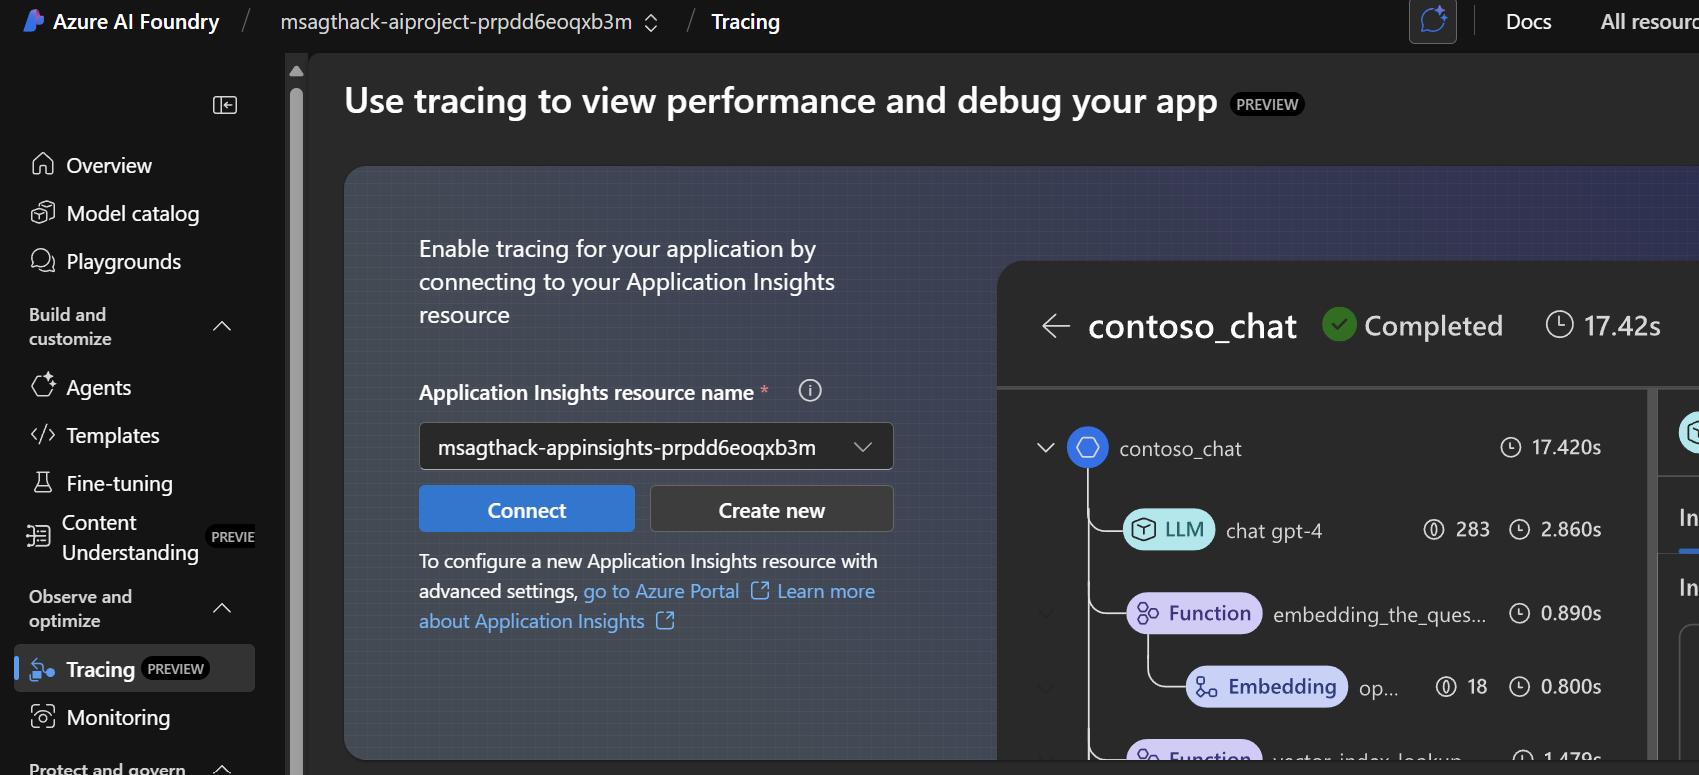 Azure AI Foundry / msagthack-aiproject-prpdd6eoqxb3m / Tracing
Docs
All resourc
Overview
Model catalog
Playgrounds
Build and
customize
Agents
Templates
Fine-tuning
Content
Understanding PREVIE
Observe and
optimize
Tracing PREVIEW
Monitoring
Protect and govern
Use tracing to view performance and debug your app PREVIEW
Enable tracing for your application by
connecting to your Application Insights
resource
Application Insights resource name *
msagthack-appinsights-prpdd6eoqxb3m
Connect
Create new
To configure a new Application Insights resource with
advanced settings, go to Azure Portal Learn more
about Application Insights
contoso_chat Completed 17.42s
contoso_chat 17.420s
LLM chat gpt-4 283 2.860s
Function embedding_the_ques... 0.890s
Embedding op... 18 0.800s
Function vector_index_lookup 1.479s
In
In